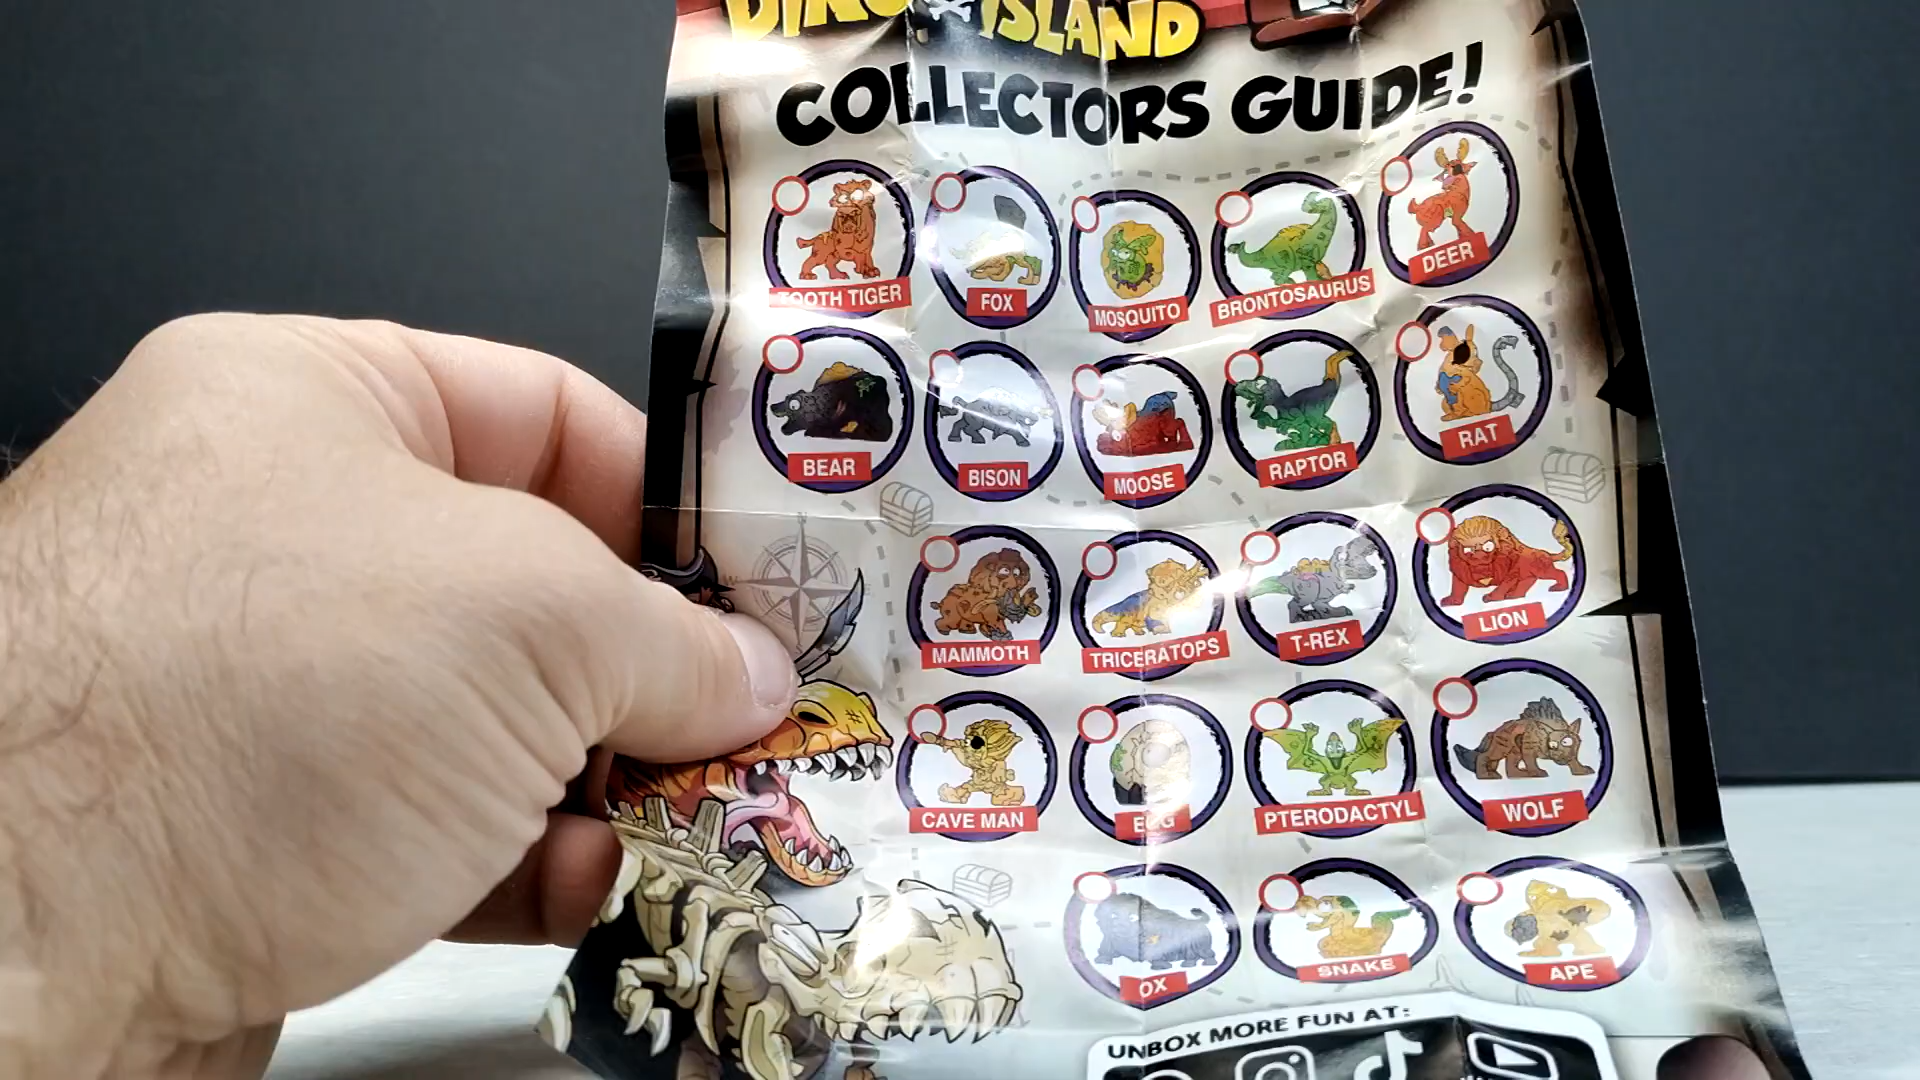 DINO ISLAND
COLLECTORS GUIDE!
TOOTH TIGER
FOX
MOSQUITO
BRONTOSAURUS
DEER
BEAR
BISON
MOOSE
RAPTOR
RAT
MAMMOTH
TRICERATOPS
T-REX
LION
CAVE MAN
EGG
PTERODACTYL
WOLF
OX
SNAKE
APE
UNBOX MORE FUN AT: